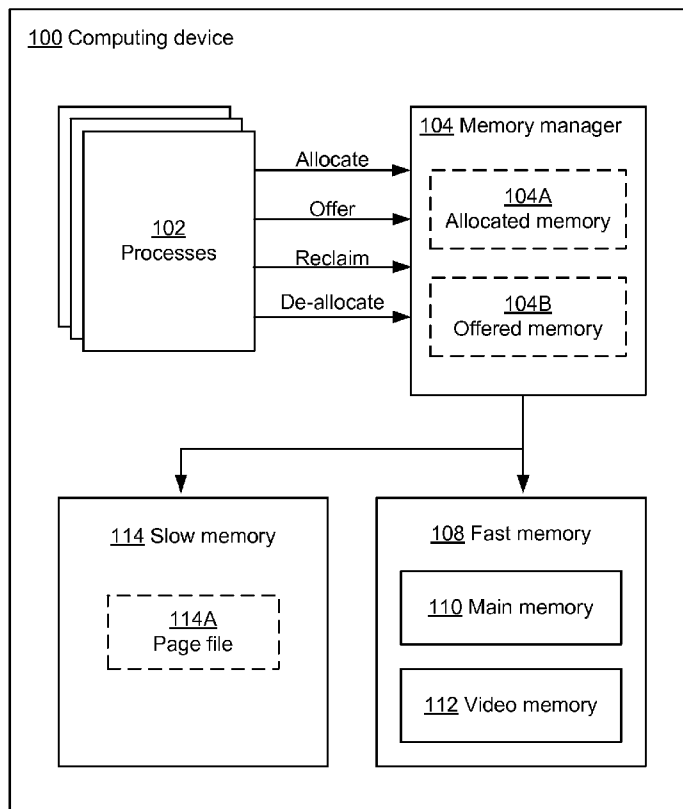 100 Computing device
102
Processes
Allocate
Offer
Reclaim
De-allocate
104 Memory manager
104A
Allocated memory
104B
Offered memory
114 Slow memory
114A
Page file
108 Fast memory
110 Main memory
112 Video memory